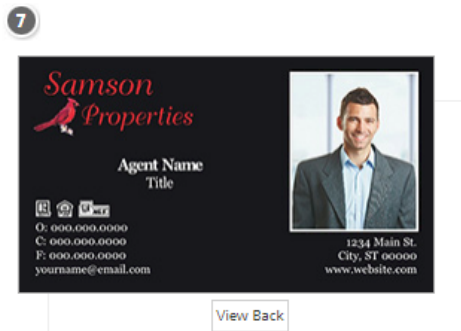 7
Samson
Properties
Agent Name
Title
O: 000.000.0000
C: 000.000.0000
F: 000.000.0000
yourname@email.com
1234 Main St.
City, ST 00000
www.website.com
View Back